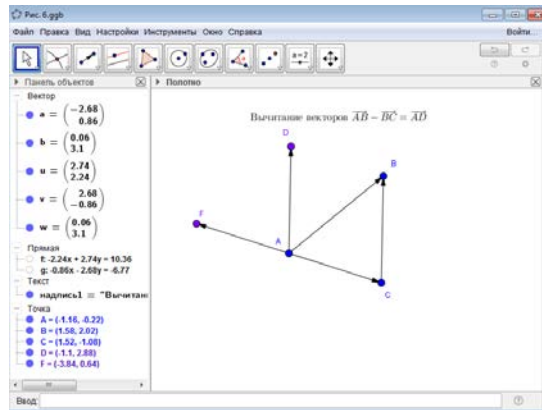 Рис.6.ggb
Файл Правка Вид Настройки Инструменты Окно Справка
Войти...
a=2
Панель объектов
Полотно
Вектор
a = (-2.68 0.86)
b = (0.06 3.1)
u = (2.74 2.24)
v = (2.68 -0.86)
w = (0.06 3.1)
Прямая
f: -2.24x + 2.74y = 10.36
g: -0.86x - 2.68y = -6.77
Текст
надпись1 = "Вычитан
Точка
A = (-1.16, -0.22)
B = (1.58, 2.02)
C = (1.52, -1.08)
D = (-1.1, 2.88)
F = (-3.84, 0.64)
Вычитание векторов AB − BC = AD
D
B
F
A
C
Ввод: